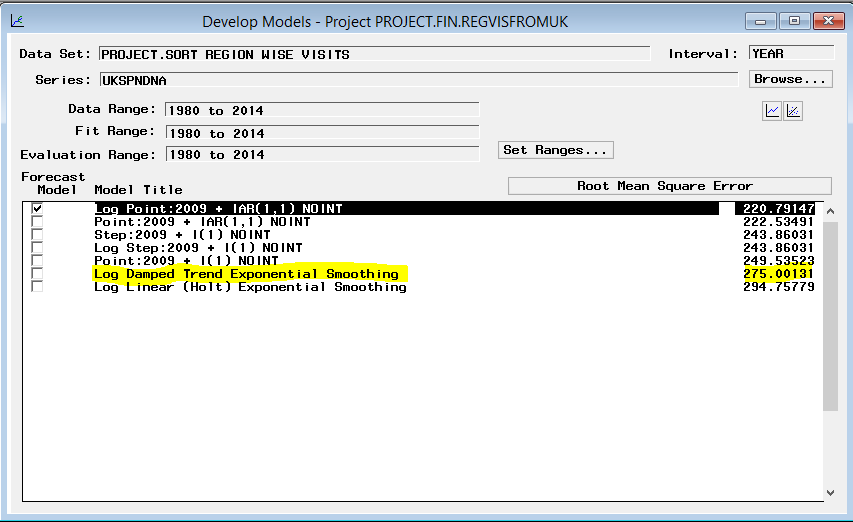 Develop Models - Project PROJECT.FIN.REGVISFROMUK
Data Set: PROJECT.SORT_REGION_WISE_VISITS Interval: YEAR
Series: UKSPNDNA Browse...
Data Range: 1980 to 2014
Fit Range: 1980 to 2014
Evaluation Range: 1980 to 2014 Set Ranges...
Forecast
Model Model Title Root Mean Square Error
Log Point:2009 + IAR(1,1) NOINT 220.79147
Point:2009 + IAR(1,1) NOINT 222.53491
Step:2009 + I(1) NOINT 243.86031
Log Step:2009 + I(1) NOINT 243.86031
Point:2009 + I(1) NOINT 249.53523
Log Damped Trend Exponential Smoothing 275.00131
Log Linear (Holt) Exponential Smoothing 294.75779